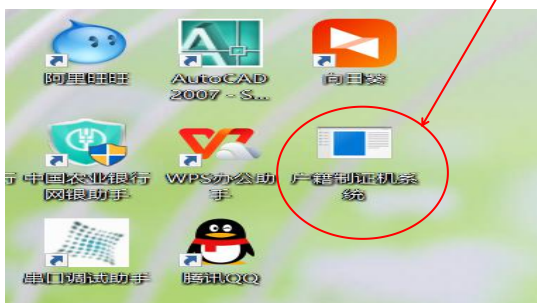 阿里旺旺
AutoCAD
2007 - S...
向日葵
行 中国农业银行
网银助手
WPS办公助
手
户籍制证机系
统
串口调试助手
腾讯QQ